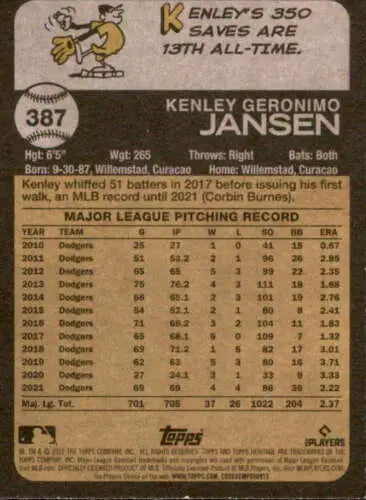 KENLEY'S 350
SAVES ARE
13TH ALL-TIME.
387
KENLEY GERONIMO
JANSEN
Hgt: 6'5" Wgt: 265 Throws: Right Bats: Both
Born: 9-30-87, Willemstad, Curacao Home: Willemstad, Curacao
Kenley whiffed 51 batters in 2017 before issuing his first
walk, an MLB record until 2021 (Corbin Burnes).
MAJOR LEAGUE PITCHING RECORD
YEAR TEAM G IP W L SO BB ERA
2010 Dodgers 25 27 1 0 41 15 0.67
2011 Dodgers 51 2 1 96 26 2.85
2012 Dodgers 65 65 5 3 99 22 2.35
2013 Dodgers 75 76.2 4 3 111 18 1.88
2014 Dodgers 68 65.1 2 3 101 19 2.76
2015 Dodgers 54 52.1 2 1 80 8 2.41
2016 Dodgers 71 68.2 3 2 104 11 1.83
2017 Dodgers 65 68.1 5 0 109 7 1.32
2018 Dodgers 69 71.2 1 5 82 17 3.01
2019 Dodgers 62 63 5 3 80 16 3.71
2020 Dodgers 27 3 1 33 9 3.33
2021 Dodgers 69 69 4 4 86 36 2.22
Maj. Lg. Tot. 701 705 37 26 1022 204 2.37
Topps
PLAYERS